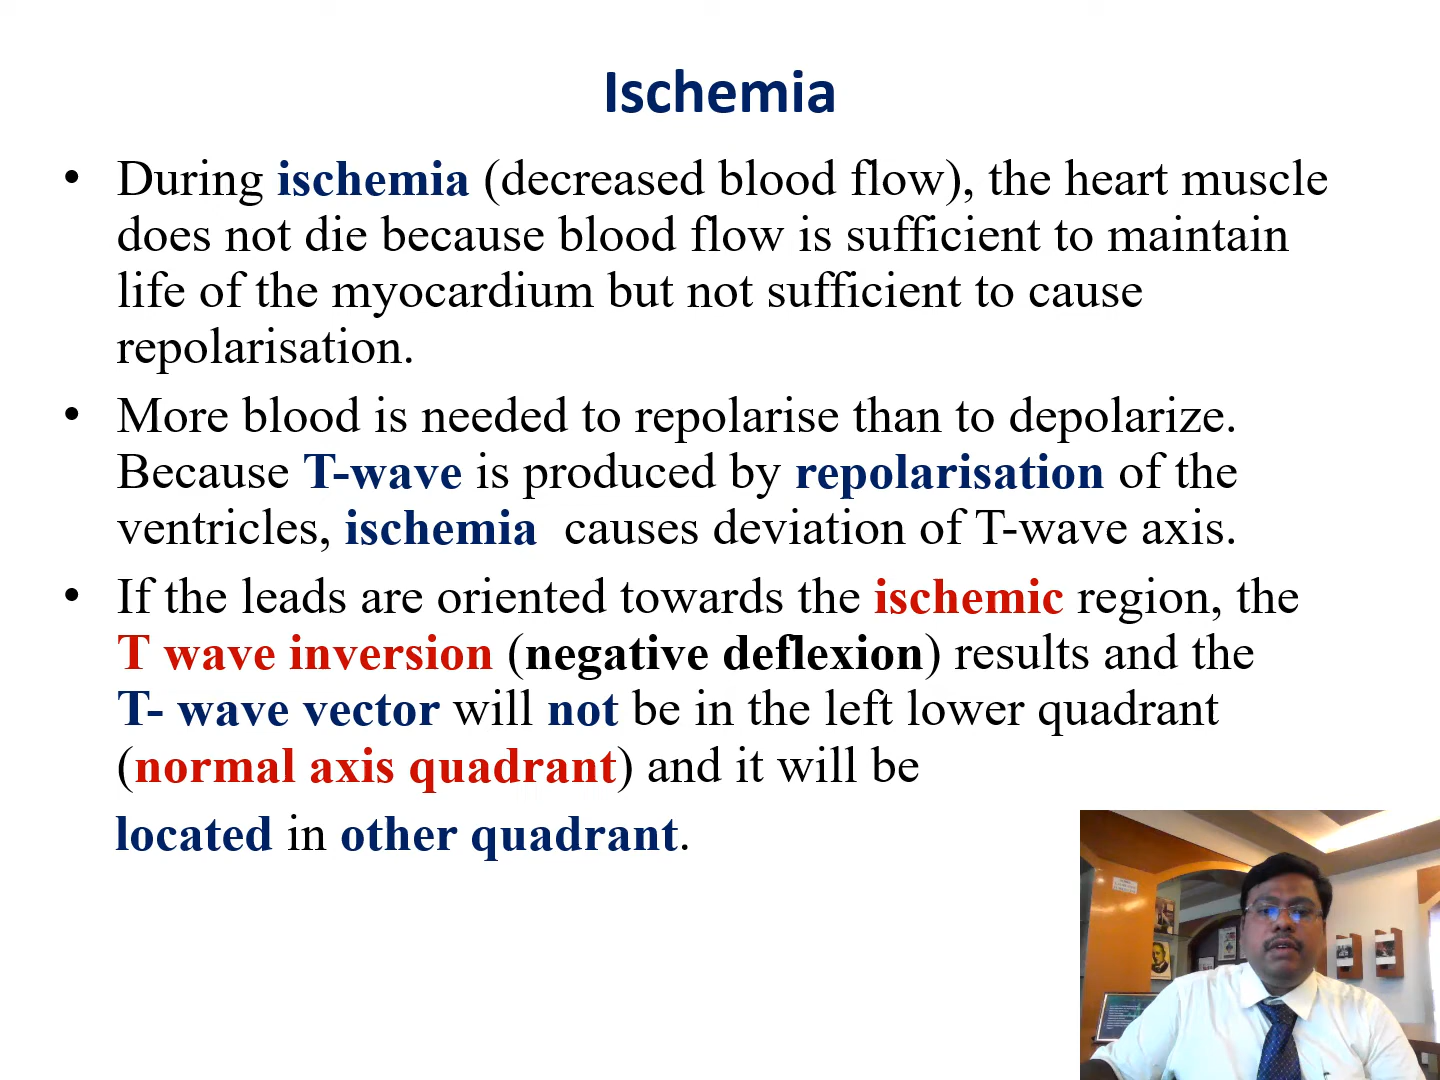 Ischemia
• During ischemia (decreased blood flow), the heart muscle
does not die because blood flow is sufficient to maintain
life of the myocardium but not sufficient to cause
repolarisation.
• More blood is needed to repolarise than to depolarize.
Because T-wave is produced by repolarisation of the
ventricles, ischemia causes deviation of T-wave axis.
• If the leads are oriented towards the ischemic region, the
T wave inversion (negative deflexion) results and the
T- wave vector will not be in the left lower quadrant
(normal axis quadrant) and it will be
located in other quadrant.